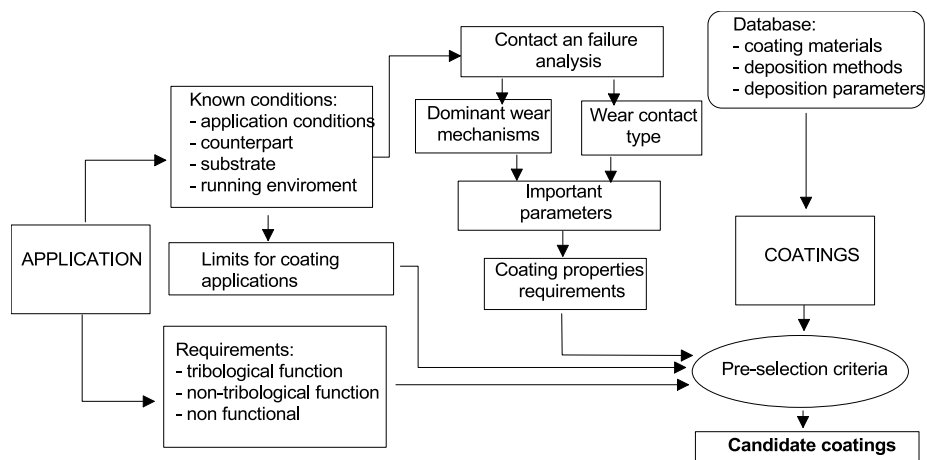 APPLICATION
Known conditions:
- application conditions
- counterpart
- substrate
- running enviroment
Limits for coating
applications
Requirements:
- tribological function
- non-tribological function
- non functional
Contact an failure
analysis
Dominant wear
mechanisms
Wear contact
type
Important
parameters
Coating properties
requirements
Database:
- coating materials
- deposition methods
- deposition parameters
COATINGS
Pre-selection criteria
Candidate coatings